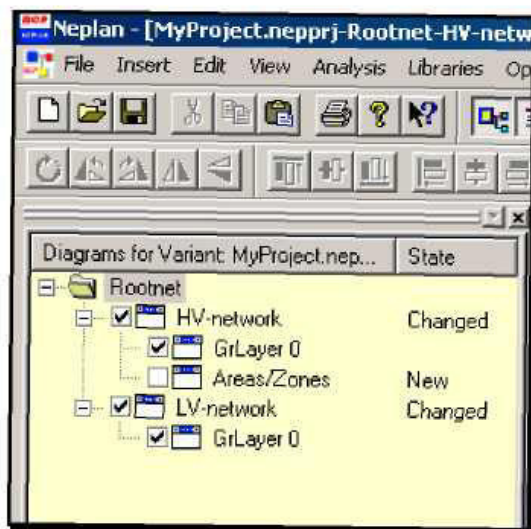 Neplan - [MyProject.nepprj-Rootnet-HV-netw
File Insert Edit View Analysis Libraries Op
Diagrams for Variant: MyProject.nep... State
Rootnet
HV-network Changed
GrLayer 0
Areas/Zones New
LV-network Changed
GrLayer 0